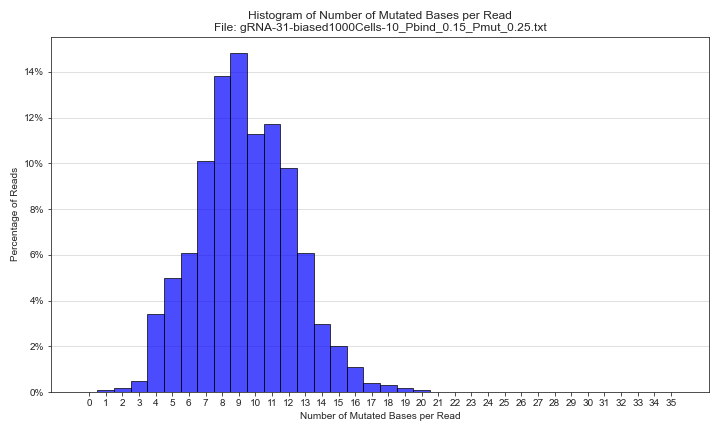 Histogram of Number of Mutated Bases per Read
File: gRNA-31-biased1000Cells-10_Pbind_0.15_Pmut_0.25.txt
14%
12%
10%
8%
6%
4%
2%
0%
Percentage of Reads
0 1 2 3 4 5 6 7 8 9 10 11 12 13 14 15 16 17 18 19 20 21 22 23 24 25 26 27 28 29 30 31 32 33 34 35
Number of Mutated Bases per Read